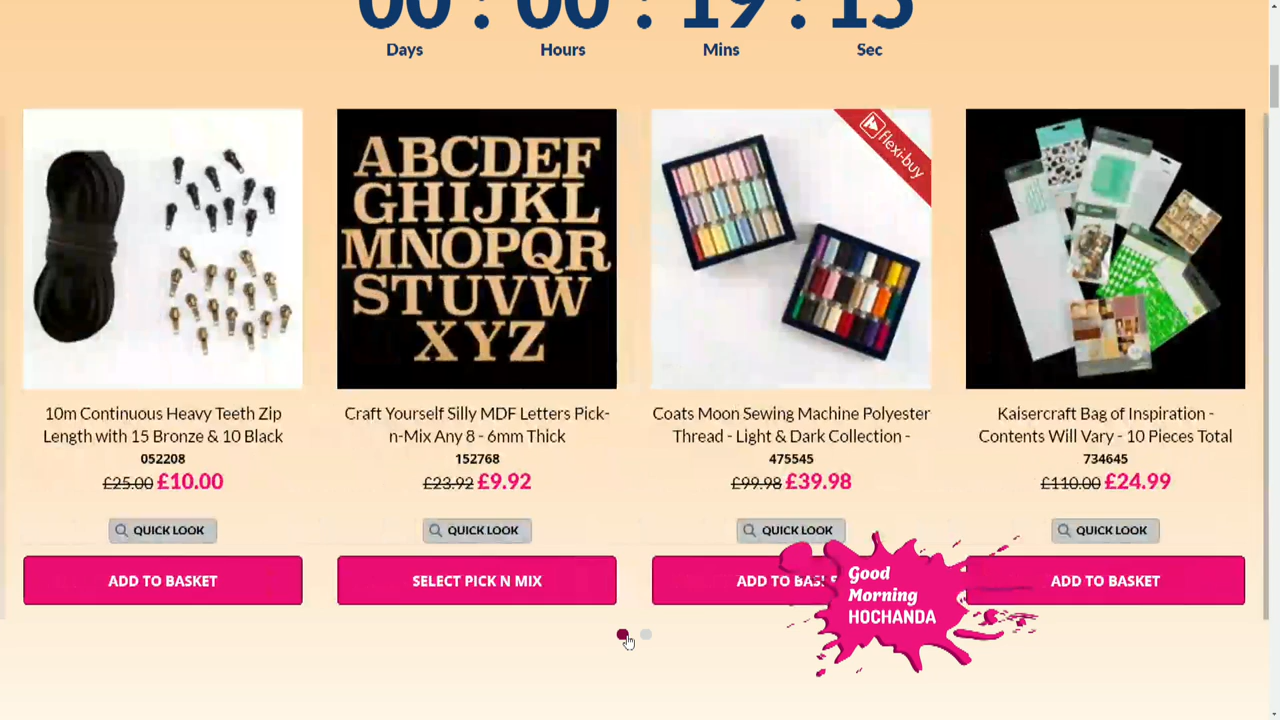 00 : 00 : 19 : 15
Days Hours Mins Sec
flexi-buy
ABCDEF
GHIJKL
MNOPQR
STUVW
XYZ
10m Continuous Heavy Teeth Zip
Length with 15 Bronze & 10 Black
052208
£25.00 £10.00
QUICK LOOK
ADD TO BASKET
Craft Yourself Silly MDF Letters Pick-
n-Mix Any 8 - 6mm Thick
152768
£23.92 £9.92
QUICK LOOK
SELECT PICK N MIX
Coats Moon Sewing Machine Polyester
Thread - Light & Dark Collection -
475545
£99.98 £39.98
QUICK LOOK
ADD TO
Kaisercraft Bag of Inspiration -
Contents Will Vary - 10 Pieces Total
734645
£110.00 £24.99
QUICK LOOK
ADD TO BASKET
Good
Morning
HOCHANDA